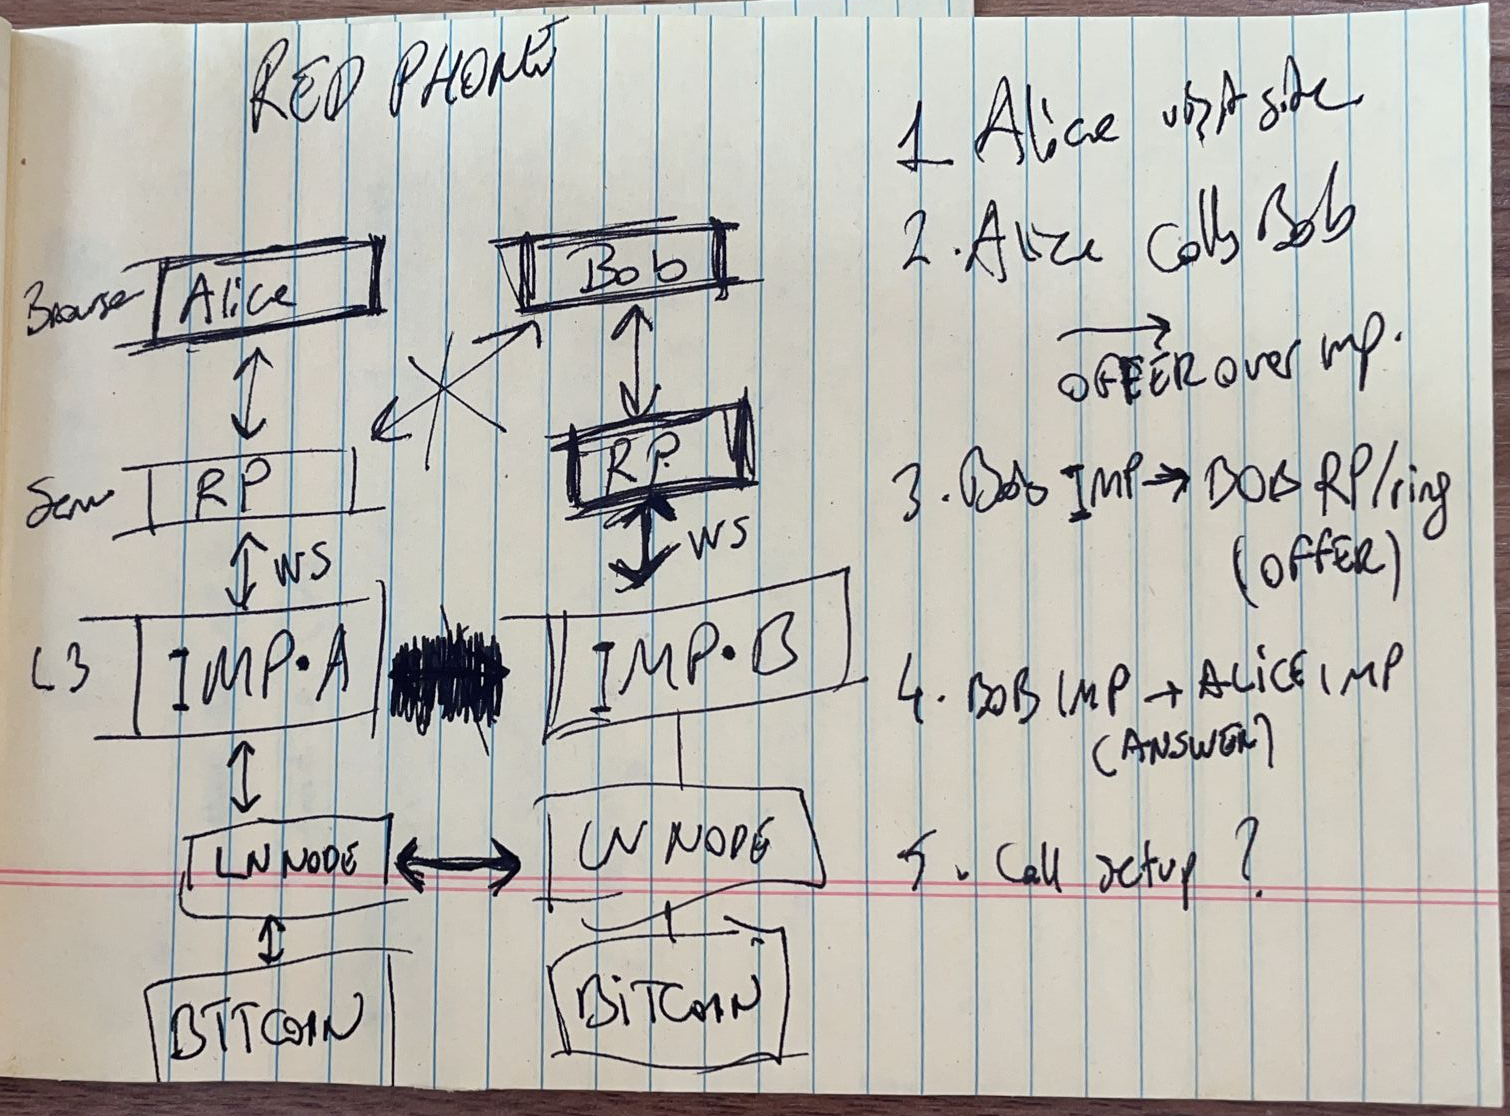 RED PHONE
Browser Alice
Bob
RP
RP
WS
WS
L3 IMP•A
IMP•B
LN NODE
LN NODE
BITCOIN
BITCOIN
1 Alice visit site
2. Alice calls Bob
OFFER over imp.
3. Bob IMP → BOB RP/ring
(OFFER)
4. BOB IMP → ALICE IMP
(ANSWER)
5. Call setup ?